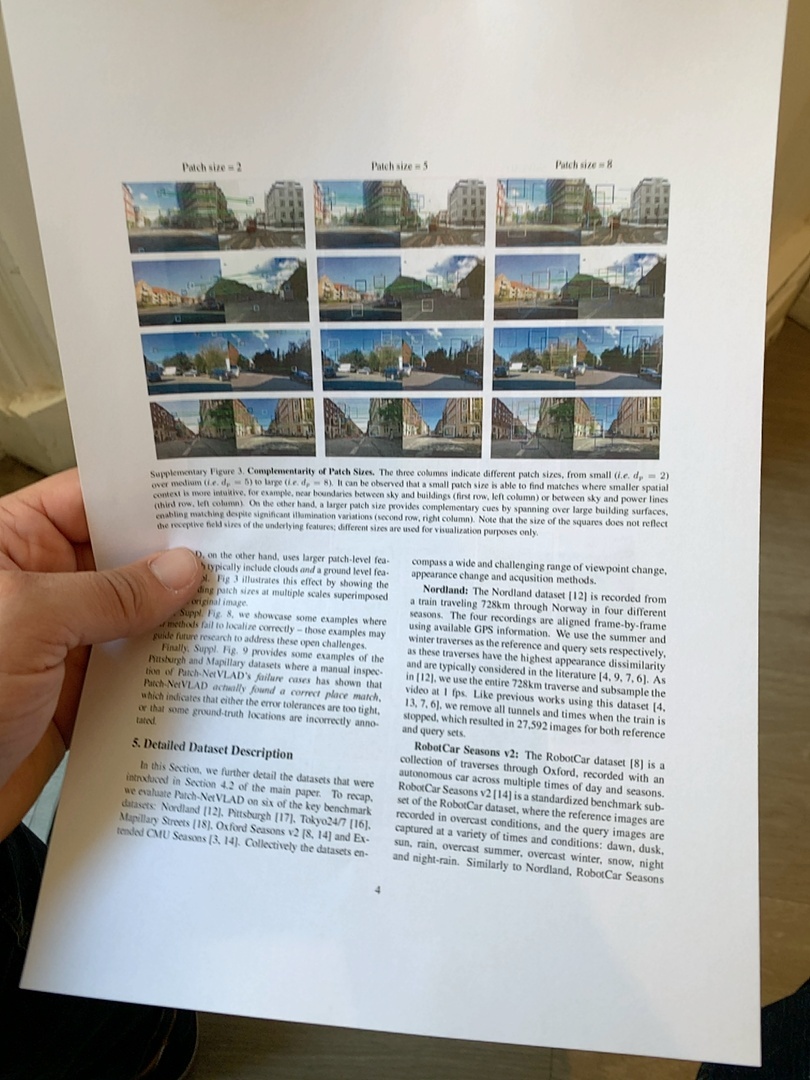 Patch size = 2
Patch size = 5
Patch size = 8
Supplementary Figure 3. Complementarity of Patch Sizes. The three columns indicate different patch sizes, from small (i.e. dp = 2)
over medium (i.e. dp = 5) to large (i.e. dp = 8). It can be observed that a small patch size is able to find matches where smaller spatial
context is more intuitive, for example, near boundaries between sky and buildings (first row, left column) or between sky and power lines
(third row, left column). On the other hand, a larger patch size provides complementary cues by spanning over large building surfaces,
enabling matching despite significant illumination variations (second row, right column). Note that the size of the squares does not reflect
the receptive field sizes of the underlying features; different sizes are used for visualization purposes only.
D, on the other hand, uses larger patch-level fea-
typically include clouds and a ground level fea-
Fig 3 illustrates this effect by showing the
patch sizes at multiple scales superimposed
original image.
Suppl. Fig. 8, we showcase some examples where
methods fail to localize correctly – those examples may
guide future research to address these open challenges.
Finally, Suppl. Fig. 9 provides some examples of the
Pittsburgh and Mapillary datasets where a manual inspec-
tion of Patch-NetVLAD's failure cases has shown that
Patch-NetVLAD actually found a correct place match,
which indicates that either the error tolerances are too tight,
or that some ground-truth locations are incorrectly anno-
tated.
5. Detailed Dataset Description
In this Section, we further detail the datasets that were
introduced in Section 4.2 of the main paper. To recap,
we evaluate Patch-NetVLAD on six of the key benchmark
datasets: Nordland [12], Pittsburgh [17], Tokyo24/7 [16],
Mapillary Streets [18], Oxford Seasons v2 [8, 14] and Ex-
tended CMU Seasons [3, 14]. Collectively the datasets en-
compass a wide and challenging range of viewpoint change,
appearance change and acqusition methods.
Nordland: The Nordland dataset [12] is recorded from
a train traveling 728km through Norway in four different
seasons. The four recordings are aligned frame-by-frame
using available GPS information. We use the summer and
winter traverses as the reference and query sets respectively,
as these traverses have the highest appearance dissimilarity
and are typically considered in the literature [4, 9, 7, 6]. As
in [12], we use the entire 728km traverse and subsample the
video at 1 fps. Like previous works using this dataset [4,
13, 7, 6], we remove all tunnels and times when the train is
stopped, which resulted in 27,592 images for both reference
and query sets.
RobotCar Seasons v2: The RobotCar dataset [8] is a
collection of traverses through Oxford, recorded with an
autonomous car across multiple times of day and seasons.
RobotCar Seasons v2 [14] is a standardized benchmark sub-
set of the RobotCar dataset, where the reference images are
recorded in overcast conditions, and the query images are
captured at a variety of times and conditions: dawn, dusk,
sun, rain, overcast summer, overcast winter, snow, night
and night-rain. Similarly to Nordland, RobotCar Seasons
4